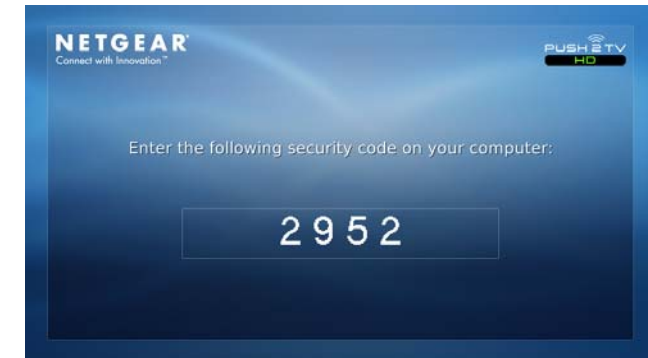 NETGEAR®
Connect with Innovation™
PUSH2TV
HD
Enter the following security code on your computer:
2952